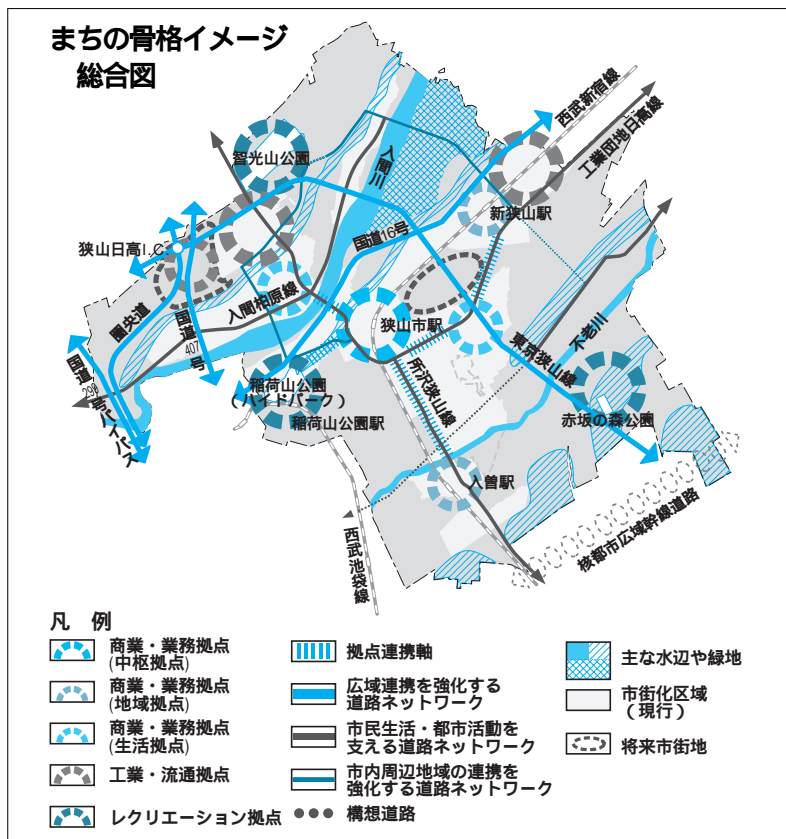 まちの骨格イメージ
総合図
西武新宿線
工業団地日高線
入間川
智光山公園
新狭山駅
国道16号
狭山日高I.C.
入間柏原線
圏央道
国道407号
狭山市駅
不老川
東京狭山線
所沢狭山線
国道299号バイパス
稲荷山公園
(ハイドパーク)
稲荷山公園駅
赤坂の森公園
入曽駅
核都市広域幹線道路
西武池袋線
凡 例
商業・業務拠点
(中枢拠点)
商業・業務拠点
(地域拠点)
商業・業務拠点
(生活拠点)
工業・流通拠点
レクリエーション拠点
拠点連携軸
広域連携を強化する
道路ネットワーク
市民生活・都市活動を
支える道路ネットワーク
市内周辺地域の連携を
強化する道路ネットワーク
構想道路
主な水辺や緑地
市街化区域
(現行)
将来市街地